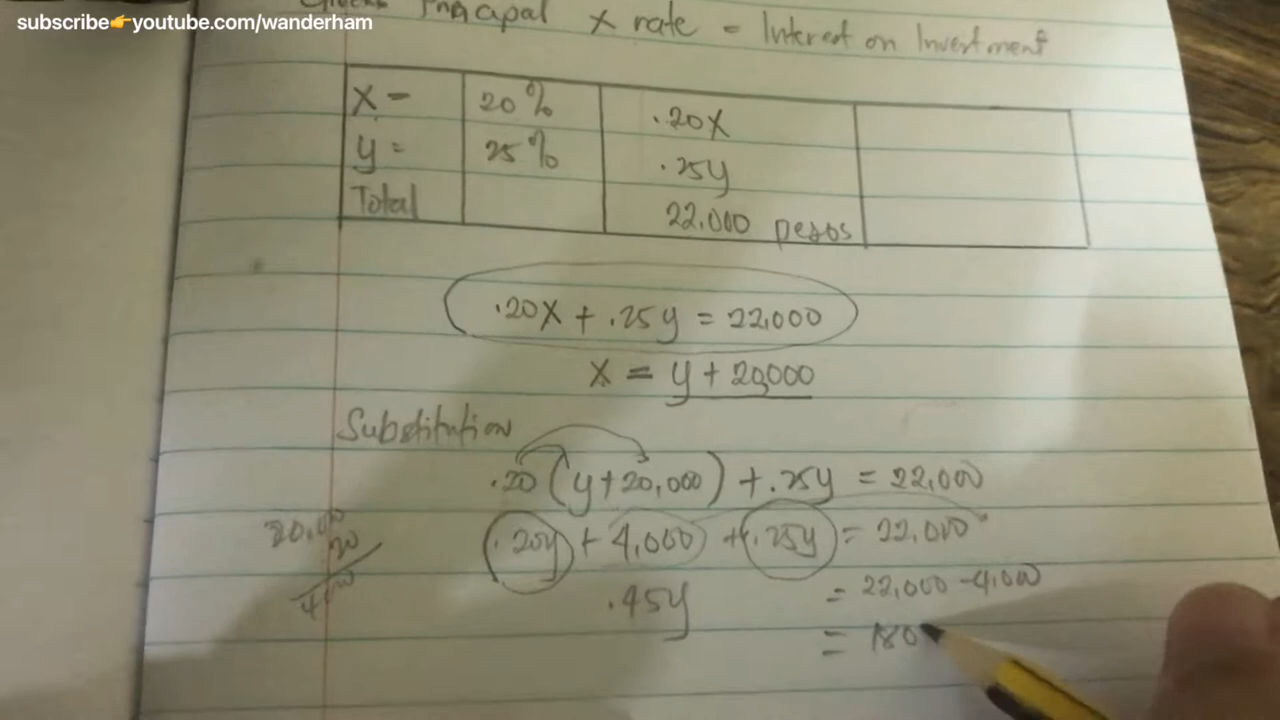 subscribe👉youtube.com/wanderham
x rate = Interest on Investment
X - 20% .20X
y = 25% .25y
Total 22,000 pesos
.20X + .25y = 22,000
X = y + 20,000
Substitution
.20 (y + 20,000) + .25y = 22,000
.20y + 4,000 + .25y = 22,000
.45y = 22,000 - 4,000
= 180